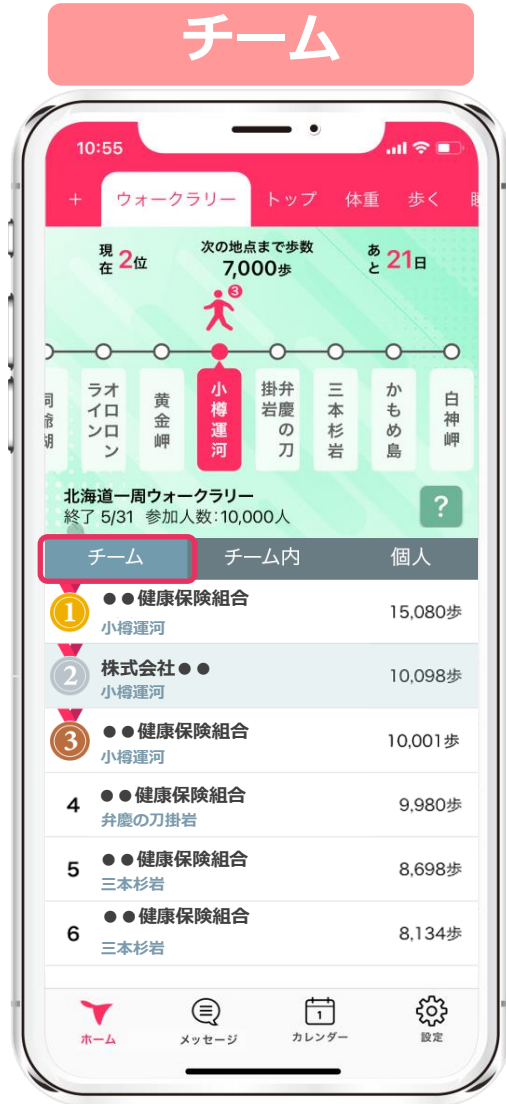 チーム
10:55
+ ウォークラリー トップ 体重 歩く
現在 2位 次の地点まで歩数 あと 21日
7,000歩
3
オロロンライン 黄金岬 小樽運河 弁慶の刀掛岩 三本杉岩 かもめ島 白神岬
北海道一周ウォークラリー
終了 5/31 参加人数:10,000人
?
チーム チーム内 個人
1 ●●健康保険組合 15,080歩
小樽運河
2 株式会社●● 10,098歩
小樽運河
3 ●●健康保険組合 10,001歩
小樽運河
4 ●●健康保険組合 9,980歩
弁慶の刀掛岩
5 ●●健康保険組合 8,698歩
三本杉岩
6 ●●健康保険組合 8,134歩
三本杉岩
1
ホーム メッセージ カレンダー 設定